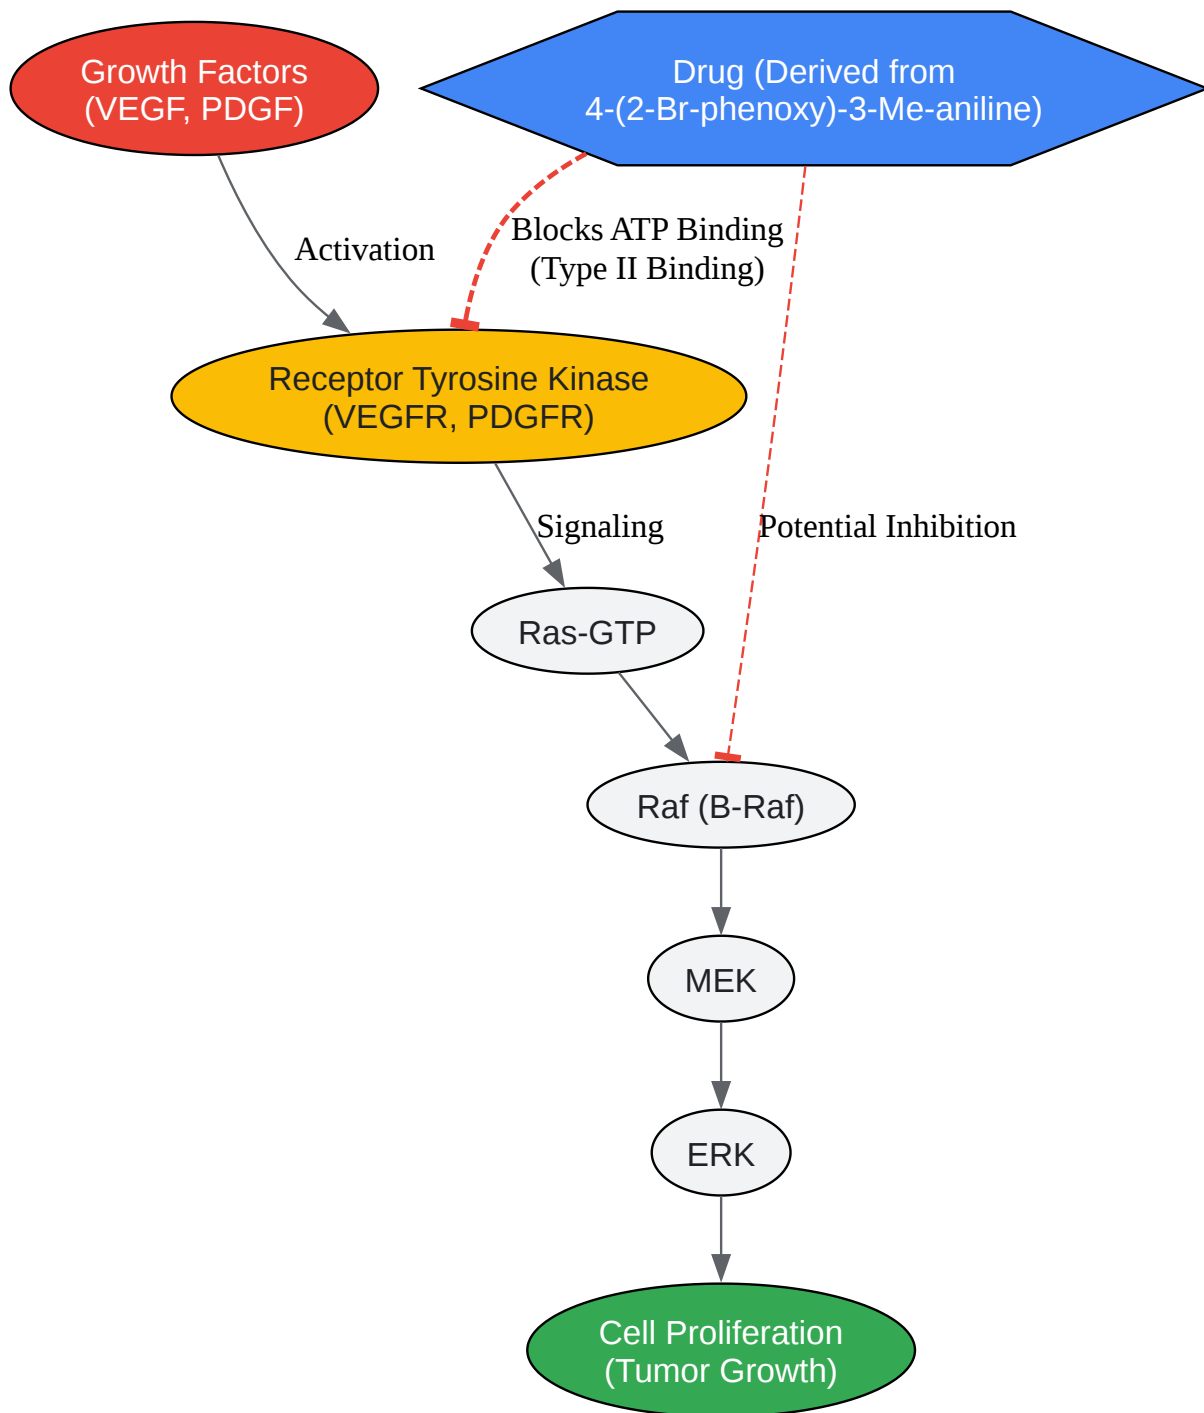 Growth Factors
(VEGF, PDGF)
Drug (Derived from
4-(2-Br-phenoxy)-3-Me-aniline)
Activation
Blocks ATP Binding
(Type II Binding)
Receptor Tyrosine Kinase
(VEGFR, PDGFR)
Signaling
Potential Inhibition
Ras-GTP
Raf (B-Raf)
MEK
ERK
Cell Proliferation
(Tumor Growth)